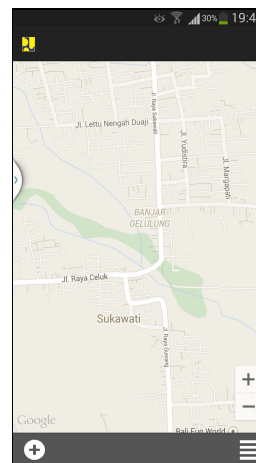 30% 19:4
Jl. Lettu Nengah Duaji
Jl. Raya Sukawati
Jl. Yudistira
Jl. Margapati
BANJAR
GELULUNG
Jl. Raya Celuk
Sukawati
Jl. Raya Guwang
Google
Bali Fun World